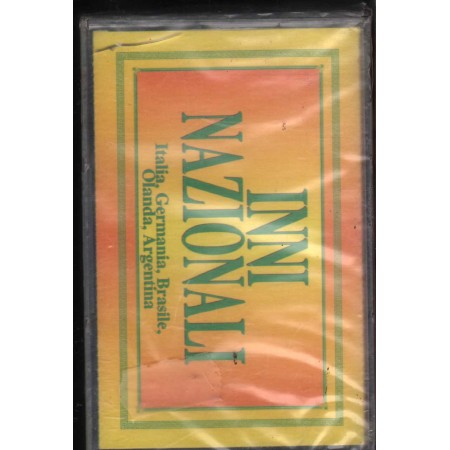 INNI
NAZIONALI
Italia, Germania, Brasile,
Olanda, Argentina